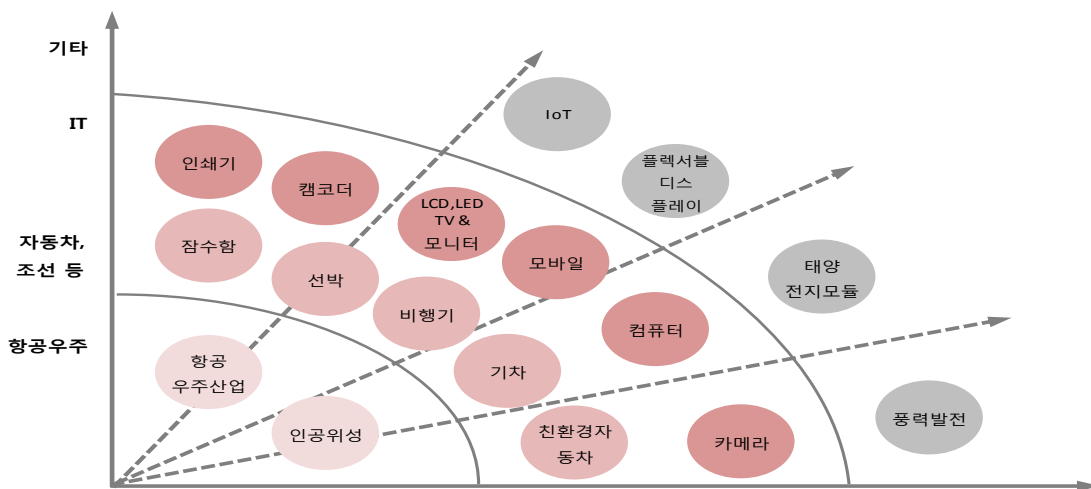 기타
IT
자동차,
조선 등
항공우주
IoT
플렉서블
디스
플레이
인쇄기
캠코더
LCD,LED
TV &
모니터
모바일
잠수함
선박
비행기
태양
전지모듈
컴퓨터
기차
항공
우주산업
인공위성
친환경자
동차
카메라
풍력발전